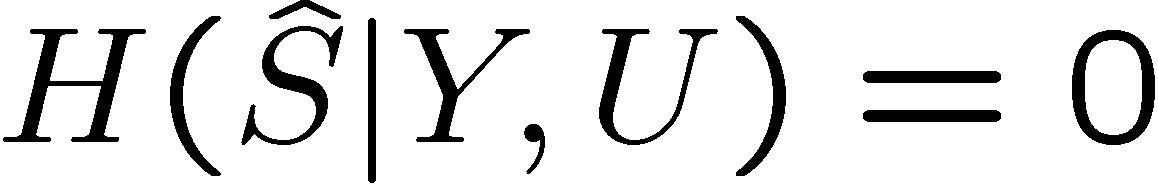 H(Ŝ|Y,U) = 0